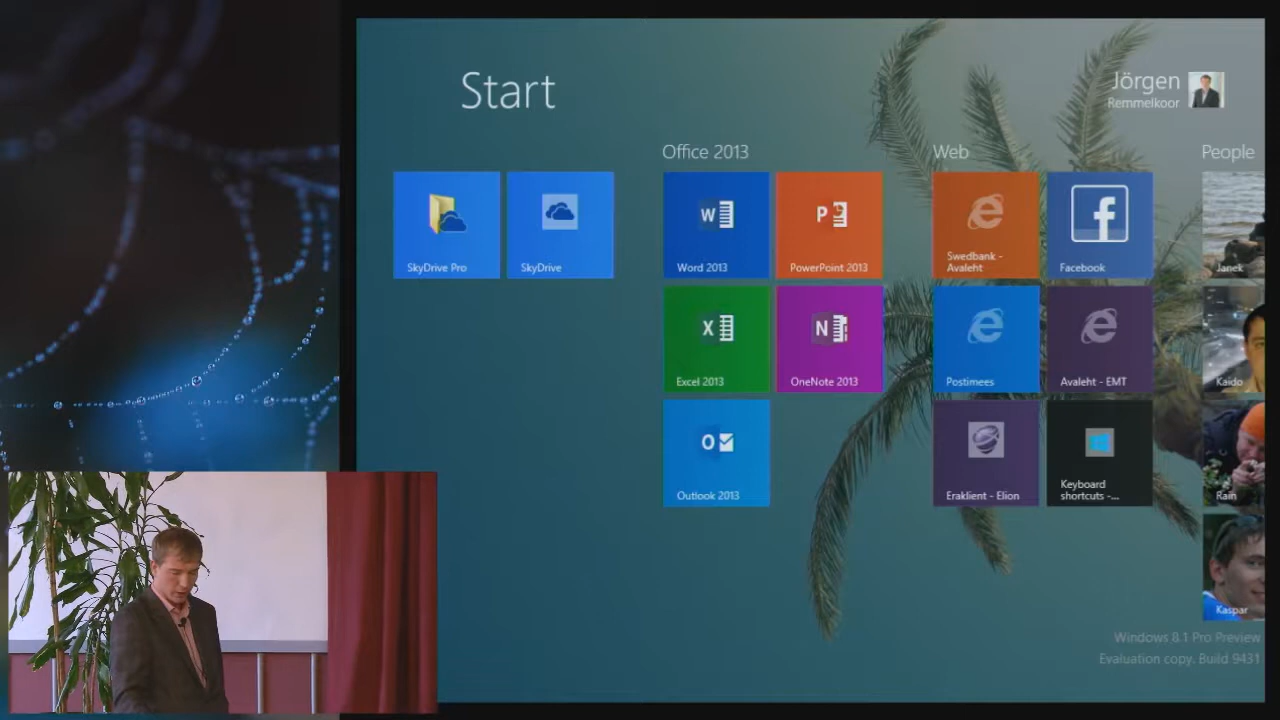 Start
Jörgen
Remmelkoor
Office 2013
Web
People
SkyDrive Pro
SkyDrive
Word 2013
PowerPoint 2013
Swedbank -
Avaleht
Facebook
Janek
Excel 2013
OneNote 2013
Postimees
Avaleht - EMT
Kaido
Outlook 2013
Eraklient - Elion
Keyboard
shortcuts -...
Rain
Kaspar
Windows 8.1 Pro Preview
Evaluation copy. Build 9431